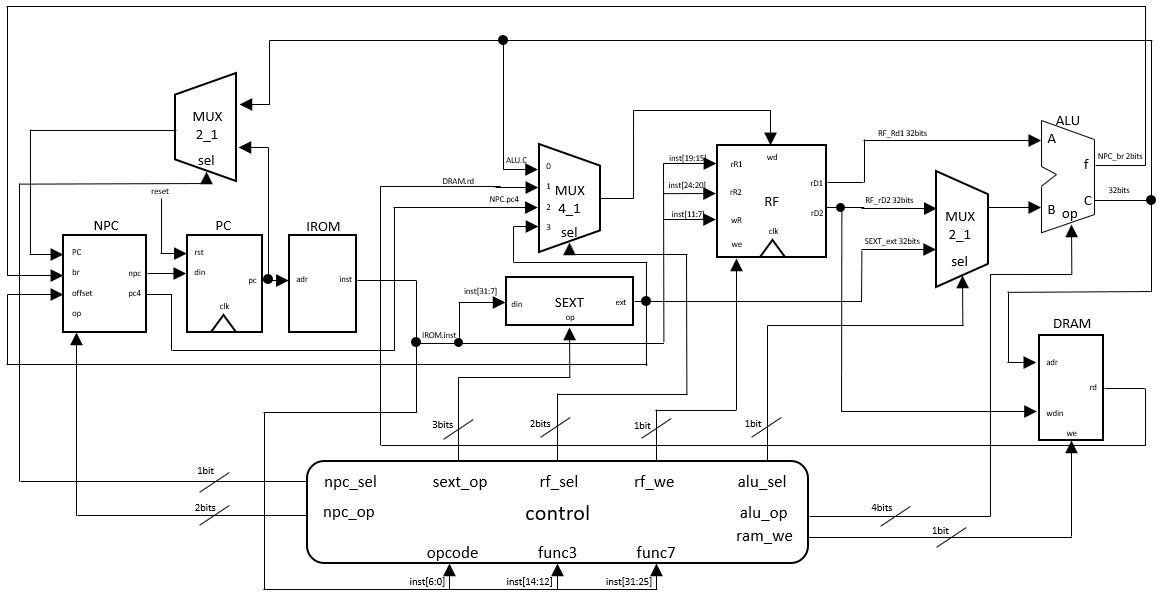 MUX
2_1
sel
reset
NPC
PC
br
offset
op
npc
pc4
PC
rst
din
pc
clk
IROM
adr
inst
ALU.C
DRAM.rd
NPC.pc4
0
1
2
3
MUX
4_1
sel
inst[31:7]
din
SEXT
op
ext
IROM.inst
inst[19:15]
inst[24:20]
inst[11:7]
rR1
rR2
wR
we
wd
RF
clk
rD1
rD2
RF_Rd1 32bits
RF_rD2 32bits
SEXT_ext 32bits
MUX
2_1
sel
ALU
A
B
op
f
C
NPC_br 2bits
32bits
DRAM
adr
wdin
we
rd
3bits
2bits
1bit
1bit
1bit
2bits
4bits
1bit
npc_sel
sext_op
rf_sel
rf_we
alu_sel
npc_op
control
alu_op
ram_we
opcode
func3
func7
inst[6:0]
inst[14:12]
inst[31:25]